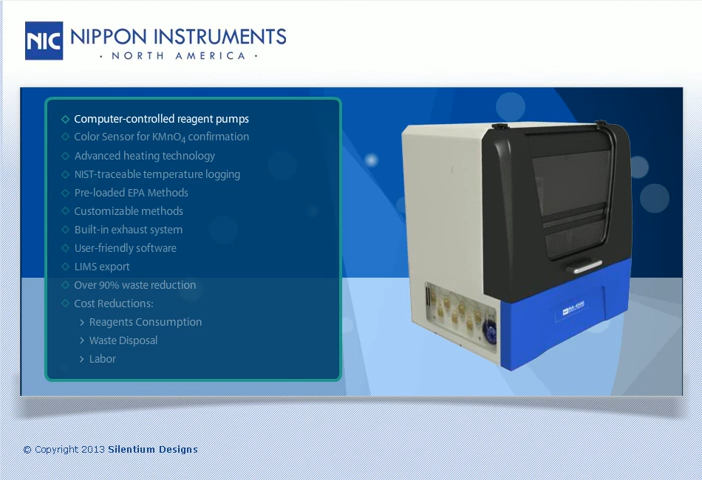 NIC NIPPON INSTRUMENTS
· NORTH AMERICA ·
Computer-controlled reagent pumps
Color Sensor for KMnO₄ confirmation
Advanced heating technology
NIST-traceable temperature logging
Pre-loaded EPA Methods
Customizable methods
Built-in exhaust system
User-friendly software
LIMS export
Over 90% waste reduction
Cost Reductions:
Reagents Consumption
Waste Disposal
Labor
© Copyright 2013 Silentium Designs